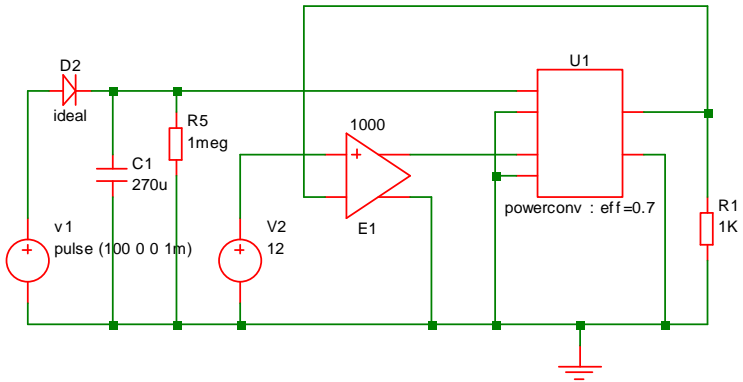 D2
ideal
U1
R5
1meg
1000
C1
270u
powerconv : eff=0.7
R1
1K
v1
pulse (100 0 0 1m)
V2
12
E1